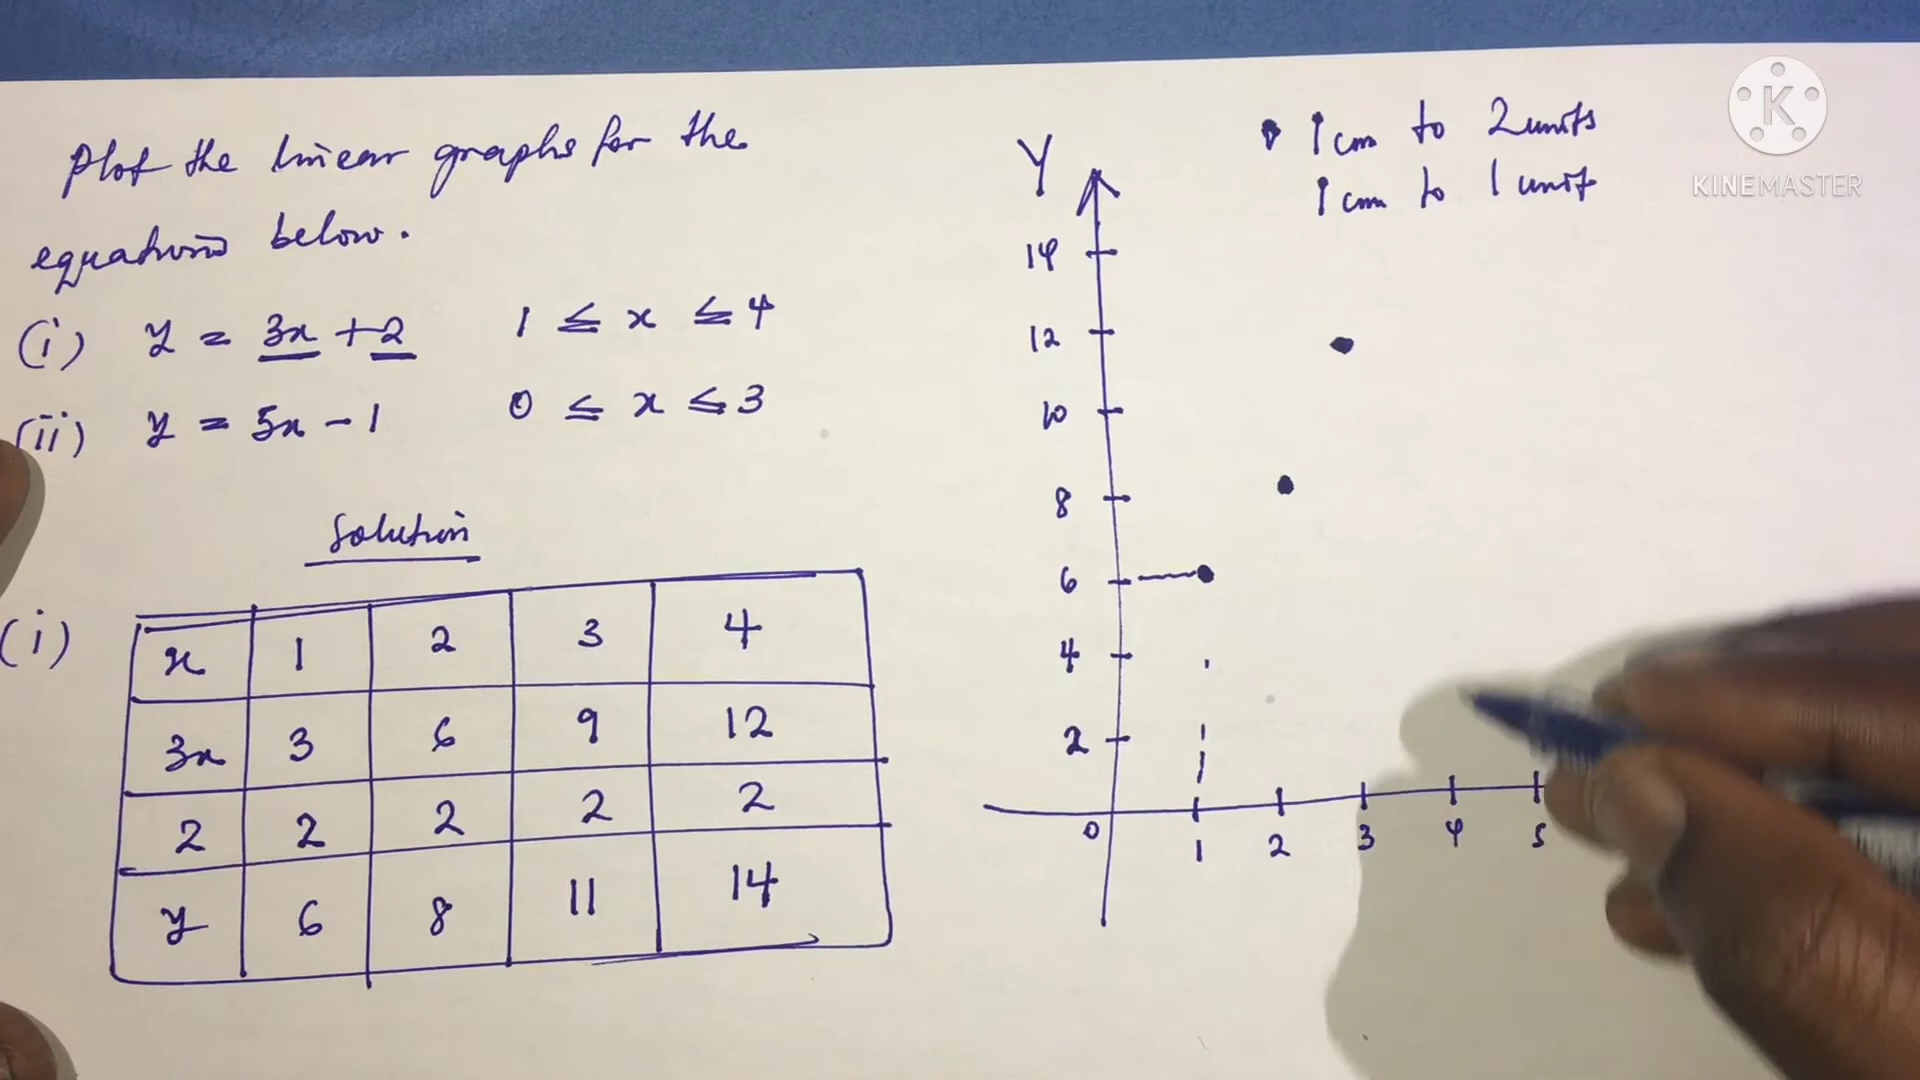 Plot the linear graphs for the
equations below.
(i) y = 3x + 2 1 ≤ x ≤ 4
(ii) y = 5x - 1 0 ≤ x ≤ 3
Solution
(i)
x 1 2 3 4
3x 3 6 9 12
2 2 2 2 2
y 6 8 11 14
1cm to 2units
1cm to 1unit
Y
14
12
10
8
6
4
2
0 1 2 3 4 5
K
KINEMASTER